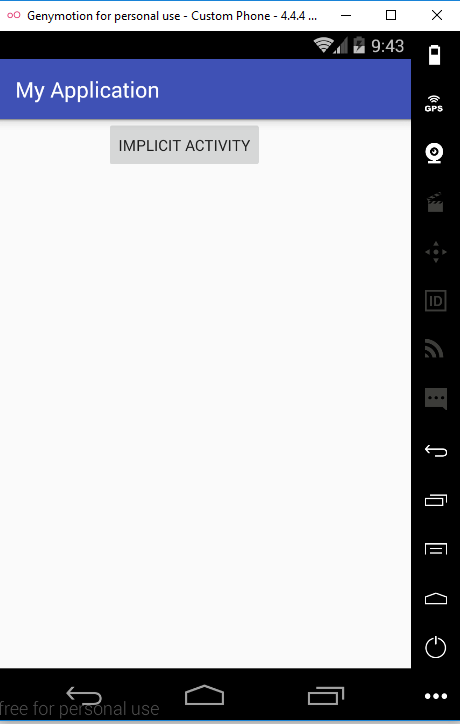 Genymotion for personal use - Custom Phone - 4.4.4 ...
9:43
My Application
IMPLICIT ACTIVITY
GPS
ID
free for personal use